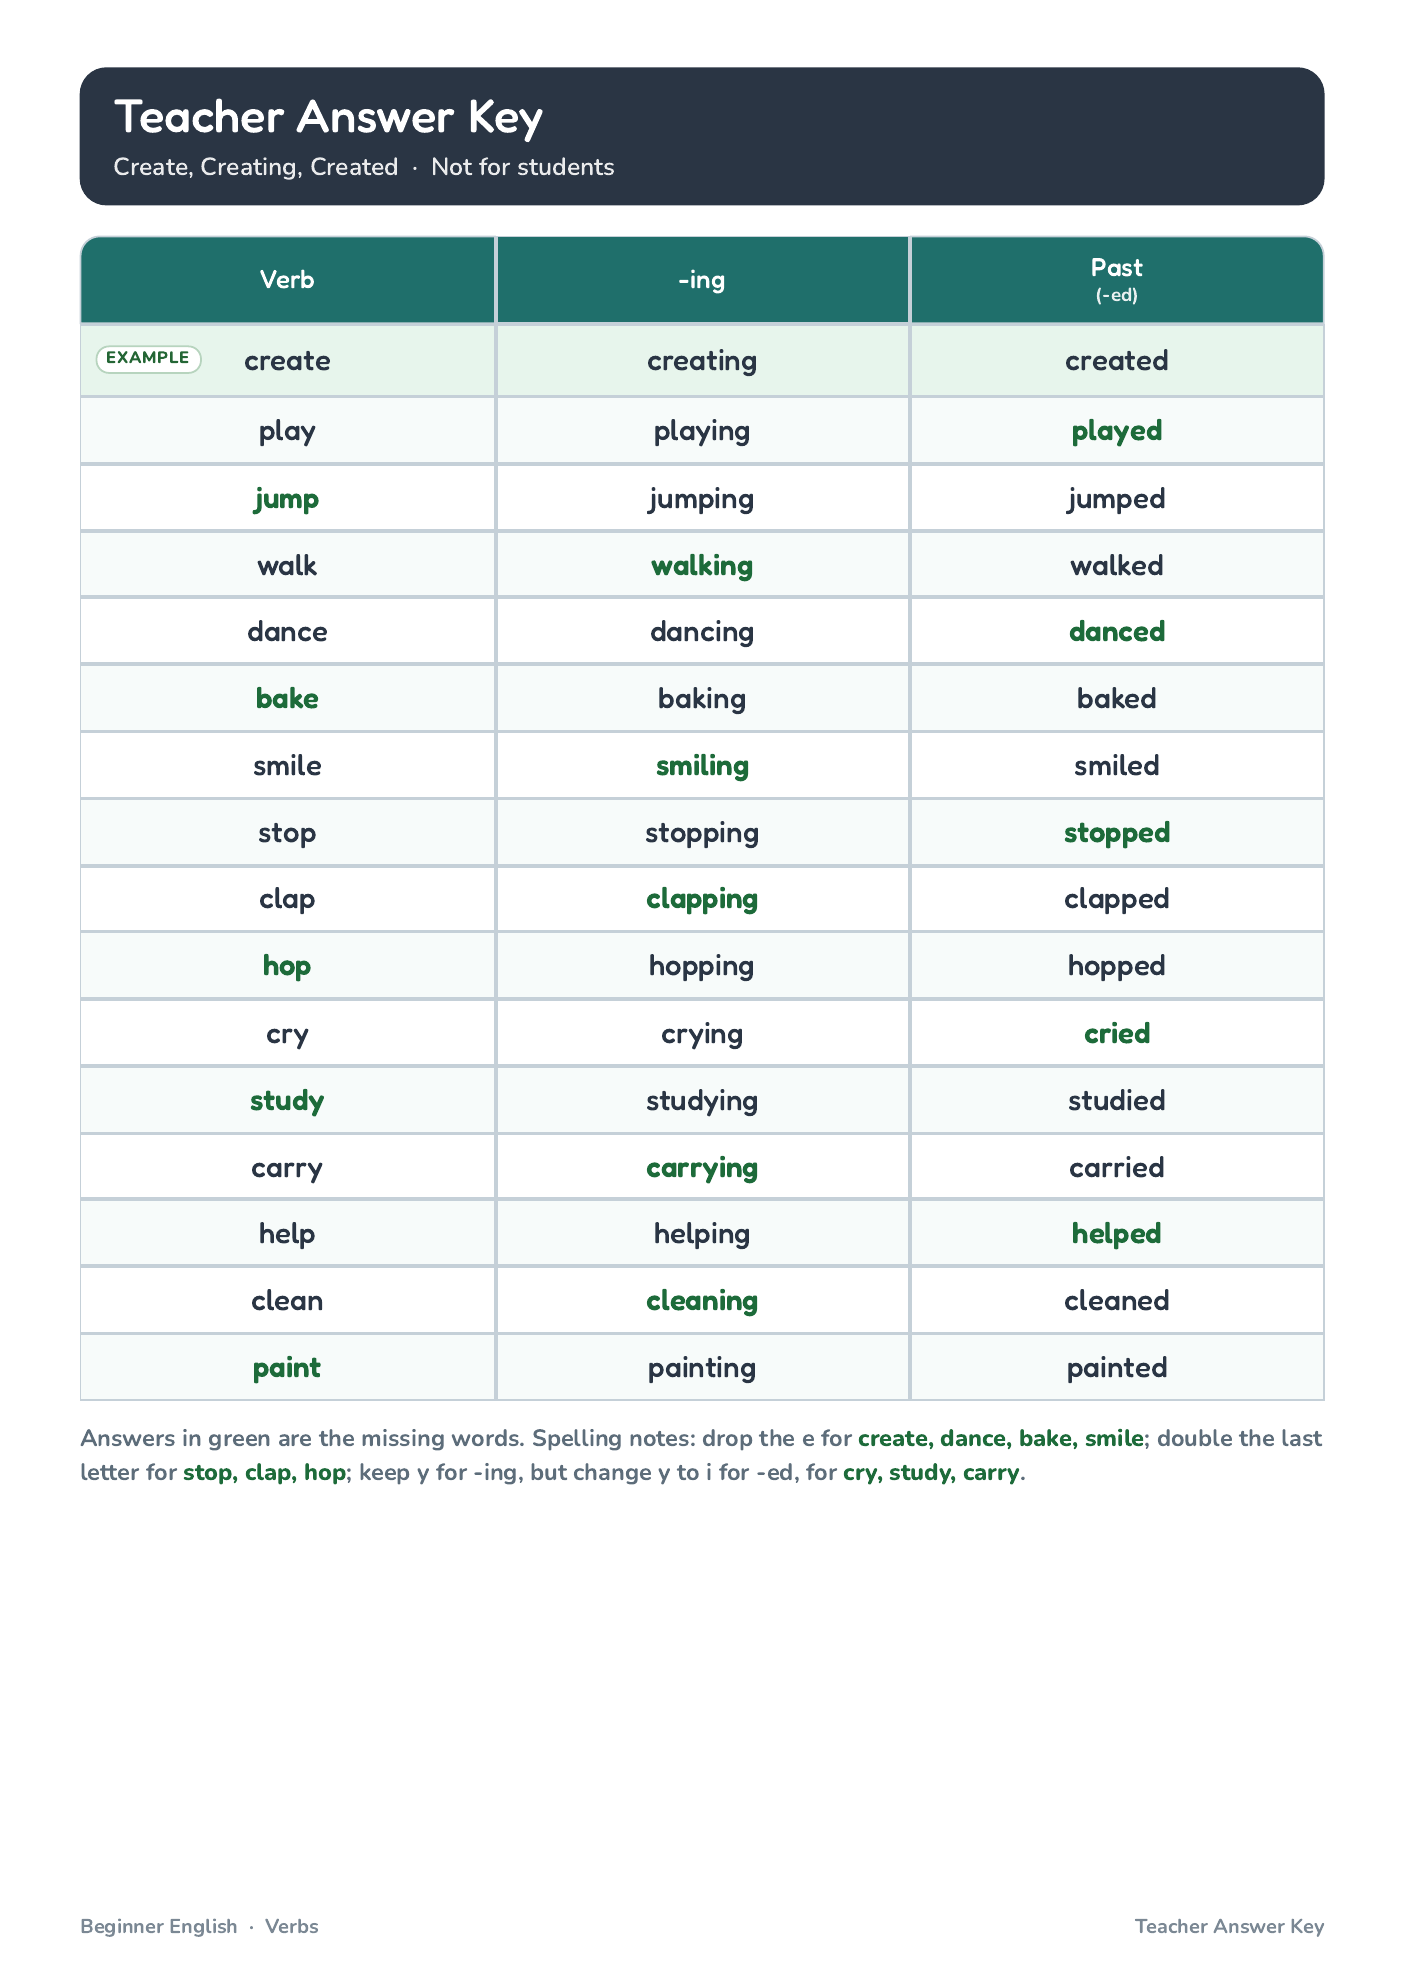 Teacher Answer Key
Create, Creating, Created · Not for students
Verb -ing Past
(-ed)
EXAMPLE create creating created
play playing played
jump jumping jumped
walk walking walked
dance dancing danced
bake baking baked
smile smiling smiled
stop stopping stopped
clap clapping clapped
hop hopping hopped
cry crying cried
study studying studied
carry carrying carried
help helping helped
clean cleaning cleaned
paint painting painted
Answers in green are the missing words. Spelling notes: drop the e for create, dance, bake, smile; double the last
letter for stop, clap, hop; keep y for -ing, but change y to i for -ed, for cry, study, carry.
Beginner English · Verbs Teacher Answer Key